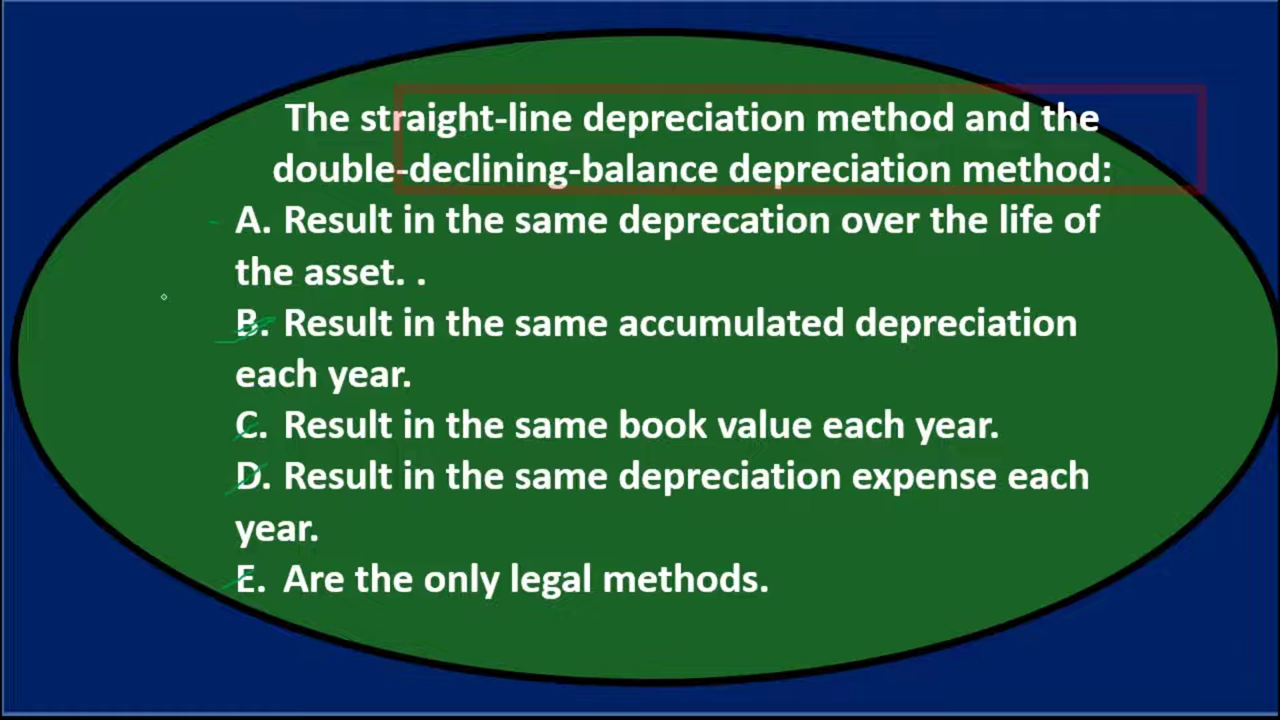 The straight-line depreciation method and the
double-declining-balance depreciation method:
A. Result in the same deprecation over the life of
the asset. .
B. Result in the same accumulated depreciation
each year.
C. Result in the same book value each year.
D. Result in the same depreciation expense each
year.
E. Are the only legal methods.